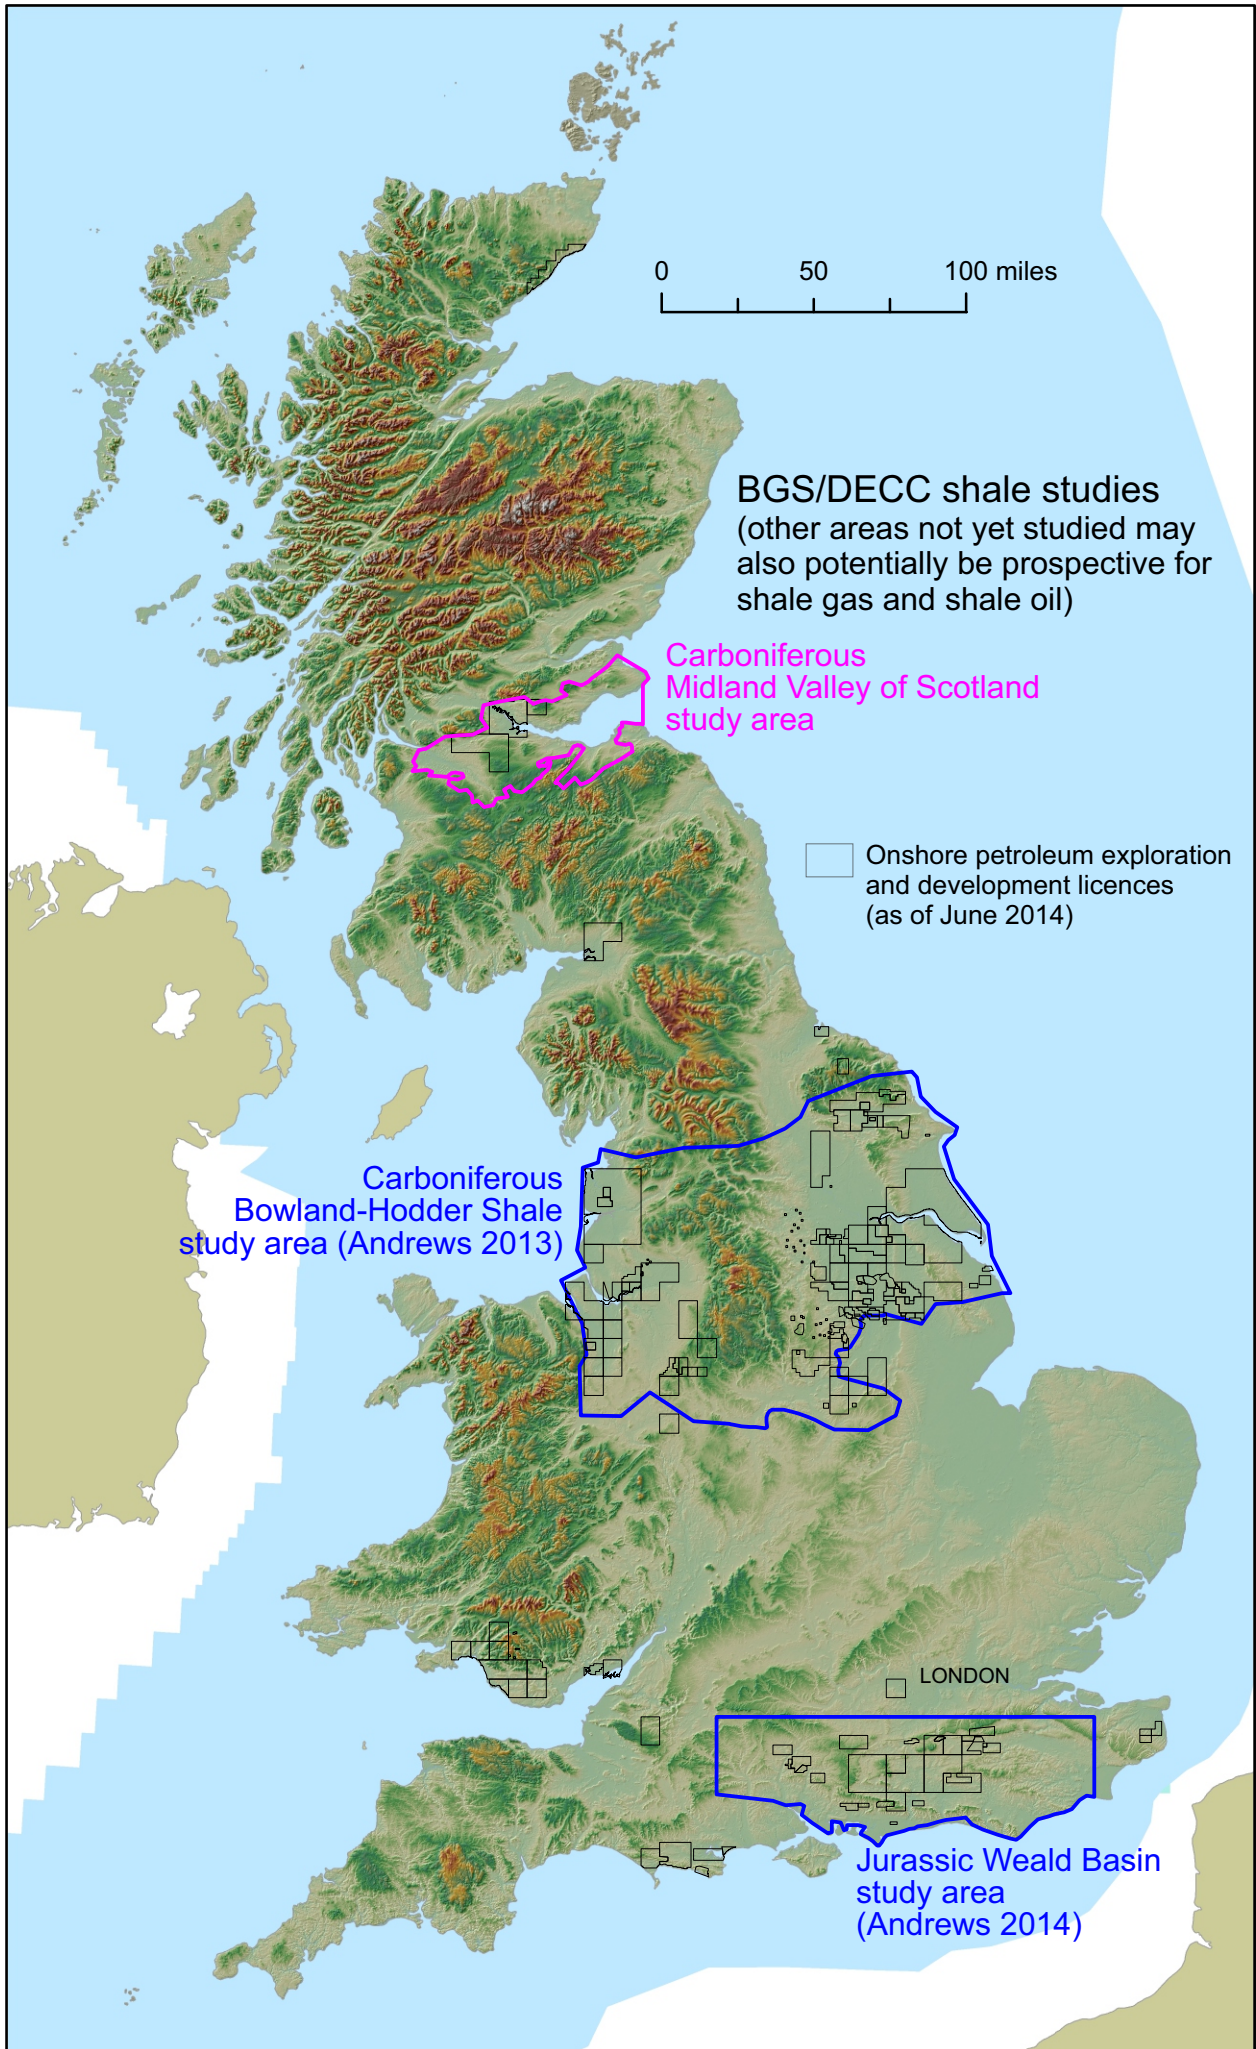 0 50 100 miles
BGS/DECC shale studies
(other areas not yet studied may
also potentially be prospective for
shale gas and shale oil)
Carboniferous
Midland Valley of Scotland
study area
Onshore petroleum exploration
and development licences
(as of June 2014)
Carboniferous
Bowland-Hodder Shale
study area (Andrews 2013)
LONDON
Jurassic Weald Basin
study area
(Andrews 2014)